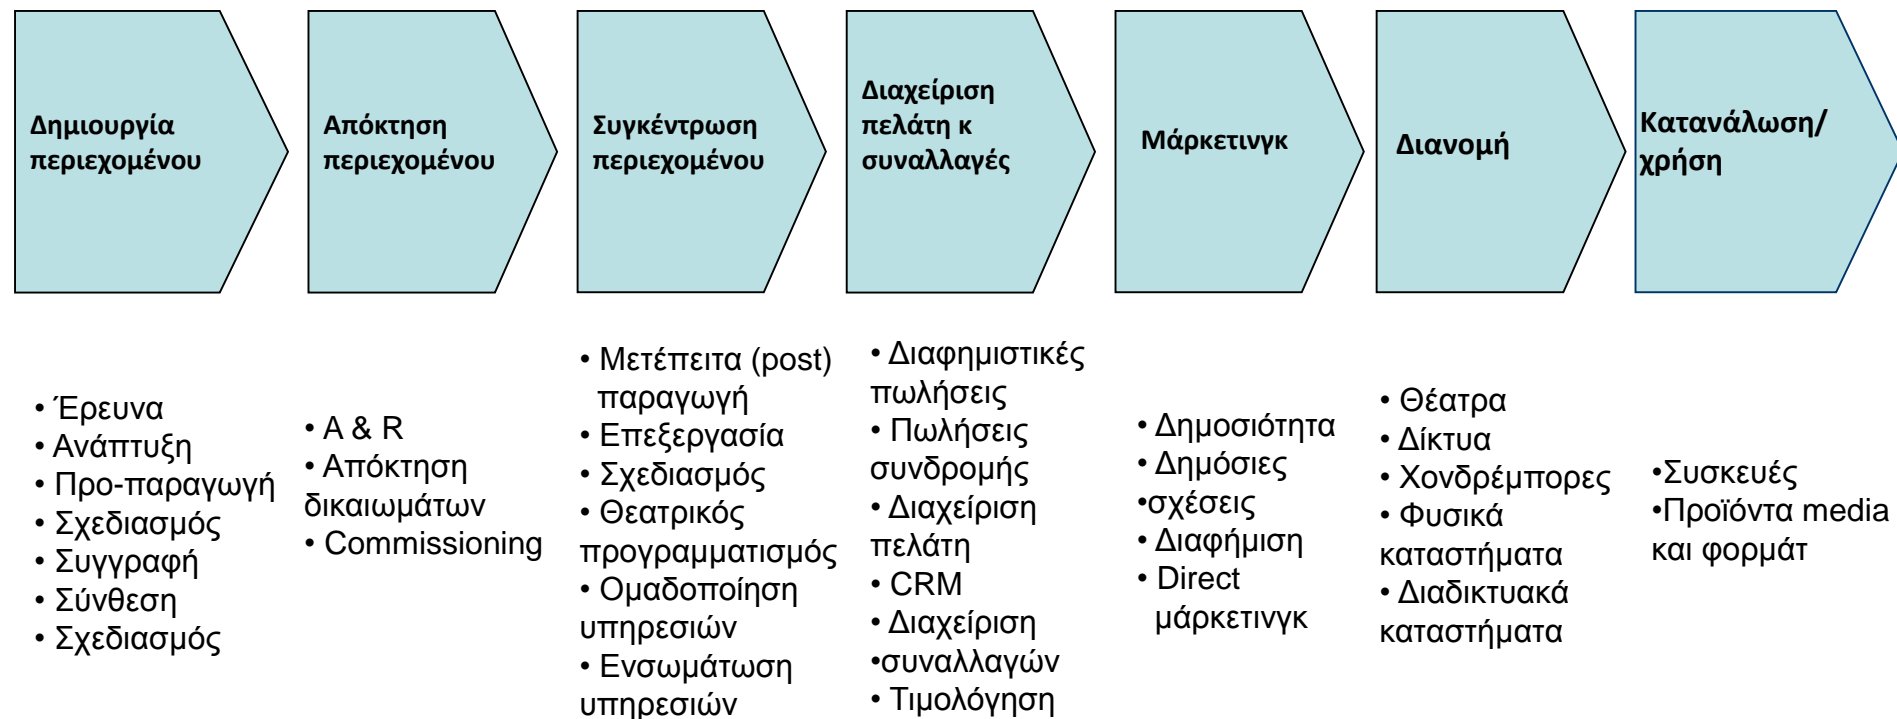 Δημιουργία
περιεχομένου
Απόκτηση
περιεχομένου
Συγκέντρωση
περιεχομένου
Διαχείριση
πελάτη κ
συναλλαγές
Μάρκετινγκ
Διανομή
Κατανάλωση/
χρήση
• Έρευνα
• Ανάπτυξη
• Προ-παραγωγή
• Σχεδιασμός
• Συγγραφή
• Σύνθεση
• Σχεδιασμός
• A & R
• Απόκτηση
δικαιωμάτων
• Commissioning
• Μετέπειτα (post)
παραγωγή
• Επεξεργασία
• Σχεδιασμός
• Θεατρικός
προγραμματισμός
• Ομαδοποίηση
υπηρεσιών
• Ενσωμάτωση
υπηρεσιών
• Διαφημιστικές
πωλήσεις
• Πωλήσεις
συνδρομής
• Διαχείριση
πελάτη
• CRM
• Διαχείριση
•συναλλαγών
• Τιμολόγηση
• Δημοσιότητα
• Δημόσιες
•σχέσεις
• Διαφήμιση
• Direct
μάρκετινγκ
• Θέατρα
• Δίκτυα
• Χονδρέμπορες
• Φυσικά
καταστήματα
• Διαδικτυακά
καταστήματα
•Συσκευές
•Προϊόντα media
και φορμάτ